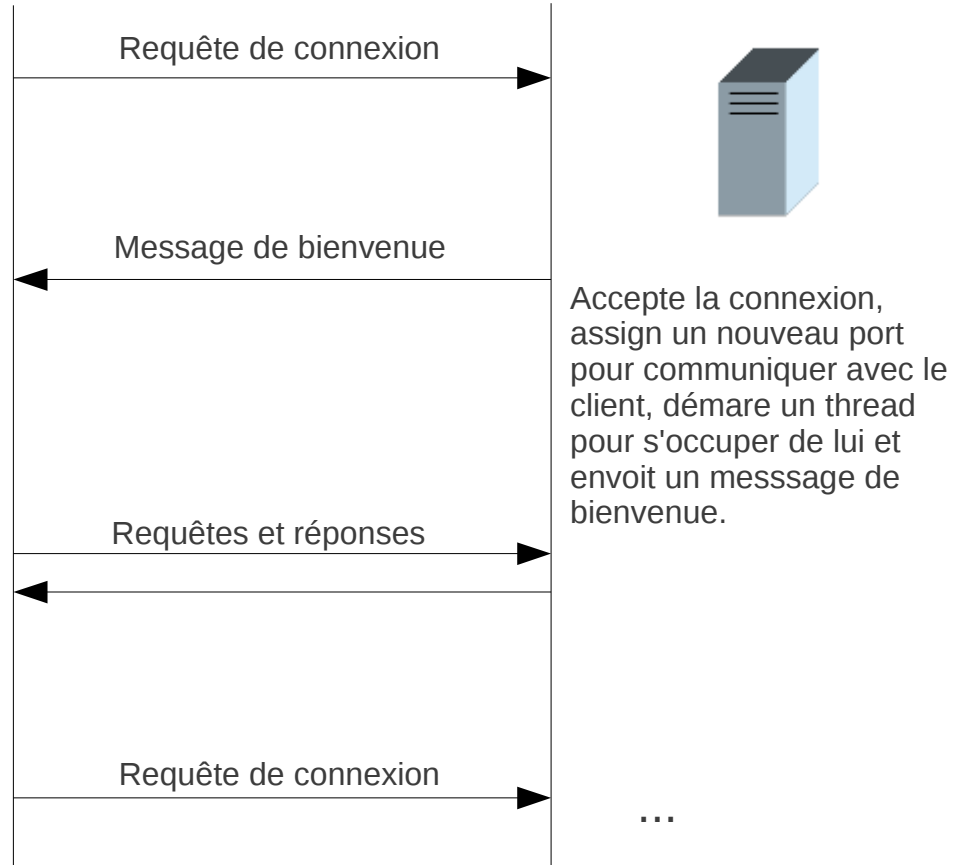 Requête de connexion
Message de bienvenue
Accepte la connexion,
assign un nouveau port
pour communiquer avec le
client, démare un thread
pour s'occuper de lui et
envoit un messsage de
bienvenue.
Requêtes et réponses
Requête de connexion
...